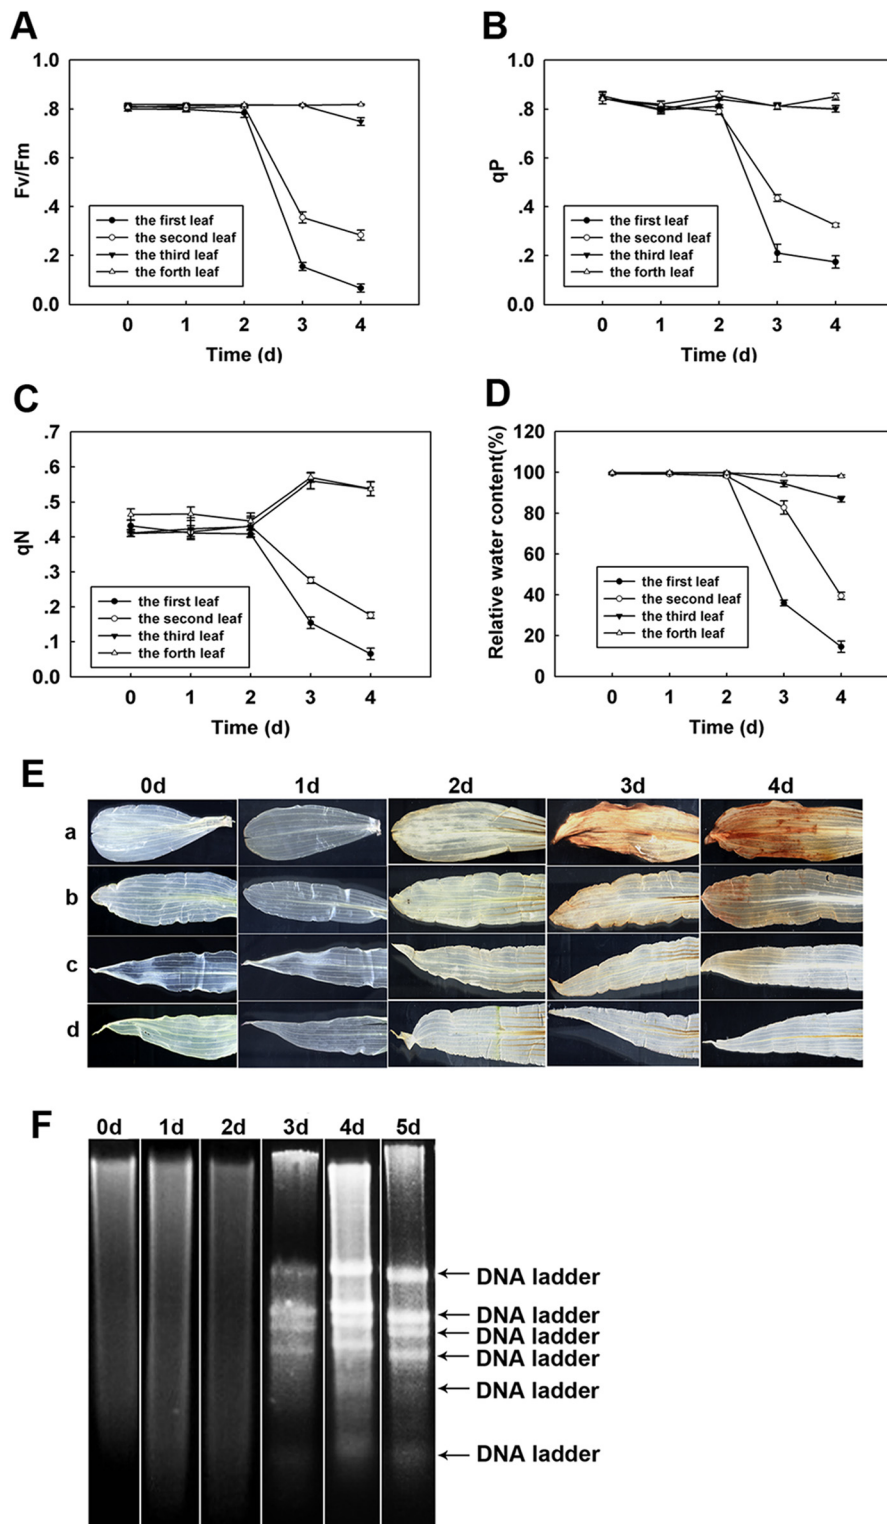 A
1.0
.8
.6
.4
.2
0.0
Fv/Fm
the first leaf
the second leaf
the third leaf
the forth leaf
0 1 2 3 4
Time (d)
B
1.0
.8
.6
.4
.2
0.0
qP
the first leaf
the second leaf
the third leaf
the forth leaf
0 1 2 3 4
Time (d)
C
.7
.6
.5
.4
.3
.2
.1
0.0
qN
the first leaf
the second leaf
the third leaf
the forth leaf
0 1 2 3 4
Time (d)
D
120
100
80
60
40
20
0
Relative water content(%)
the first leaf
the second leaf
the third leaf
the forth leaf
0 1 2 3 4
Time (d)
E
0d 1d 2d 3d 4d
a
b
c
d
F
0d 1d 2d 3d 4d 5d
DNA ladder
DNA ladder
DNA ladder
DNA ladder
DNA ladder
DNA ladder